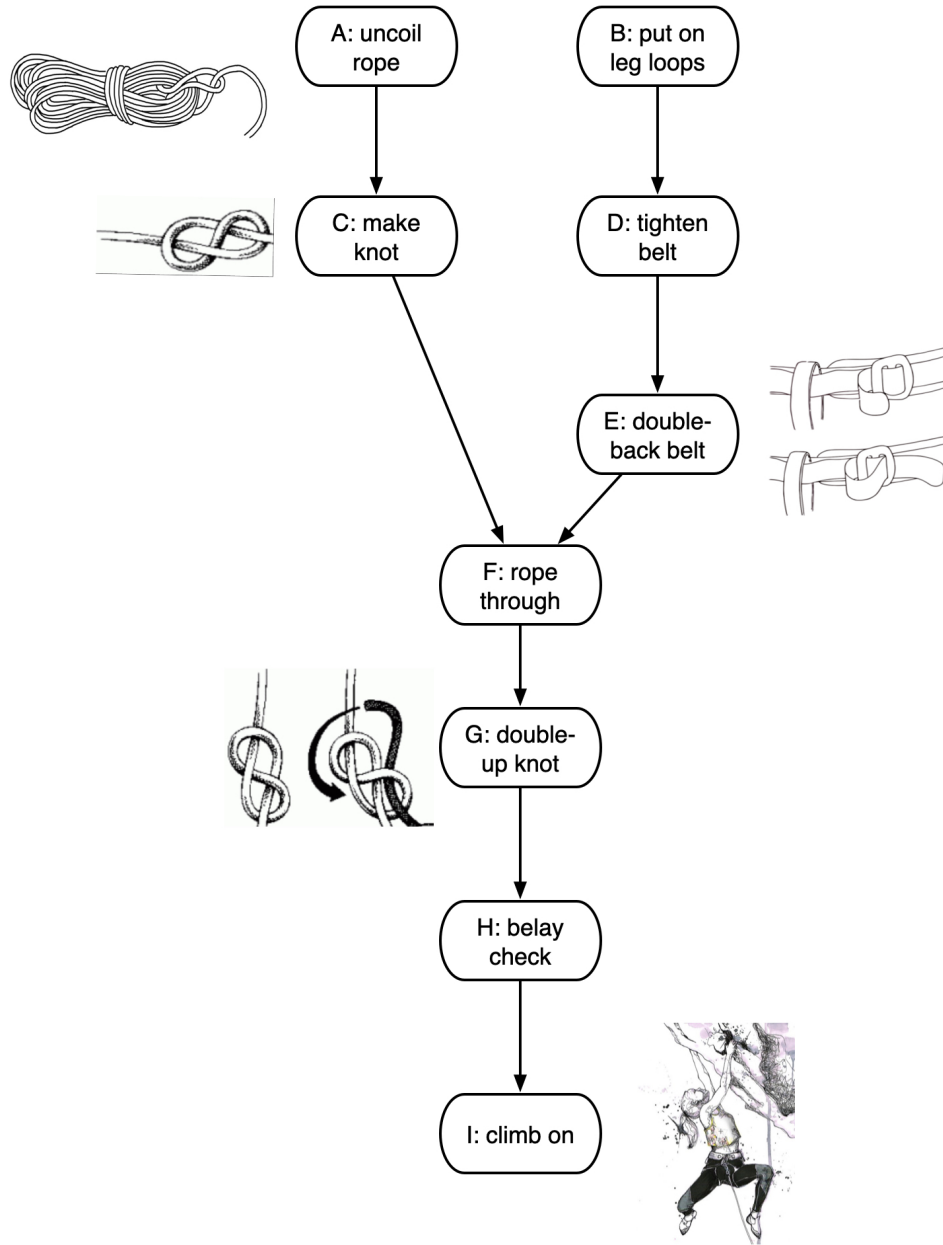 A: uncoil
rope
B: put on
leg loops
C: make
knot
D: tighten
belt
E: double-
back belt
F: rope
through
G: double-
up knot
H: belay
check
I: climb on